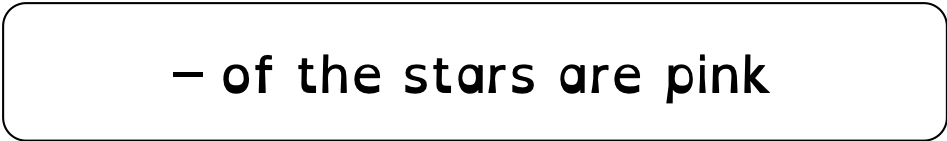 – of the stars are pink